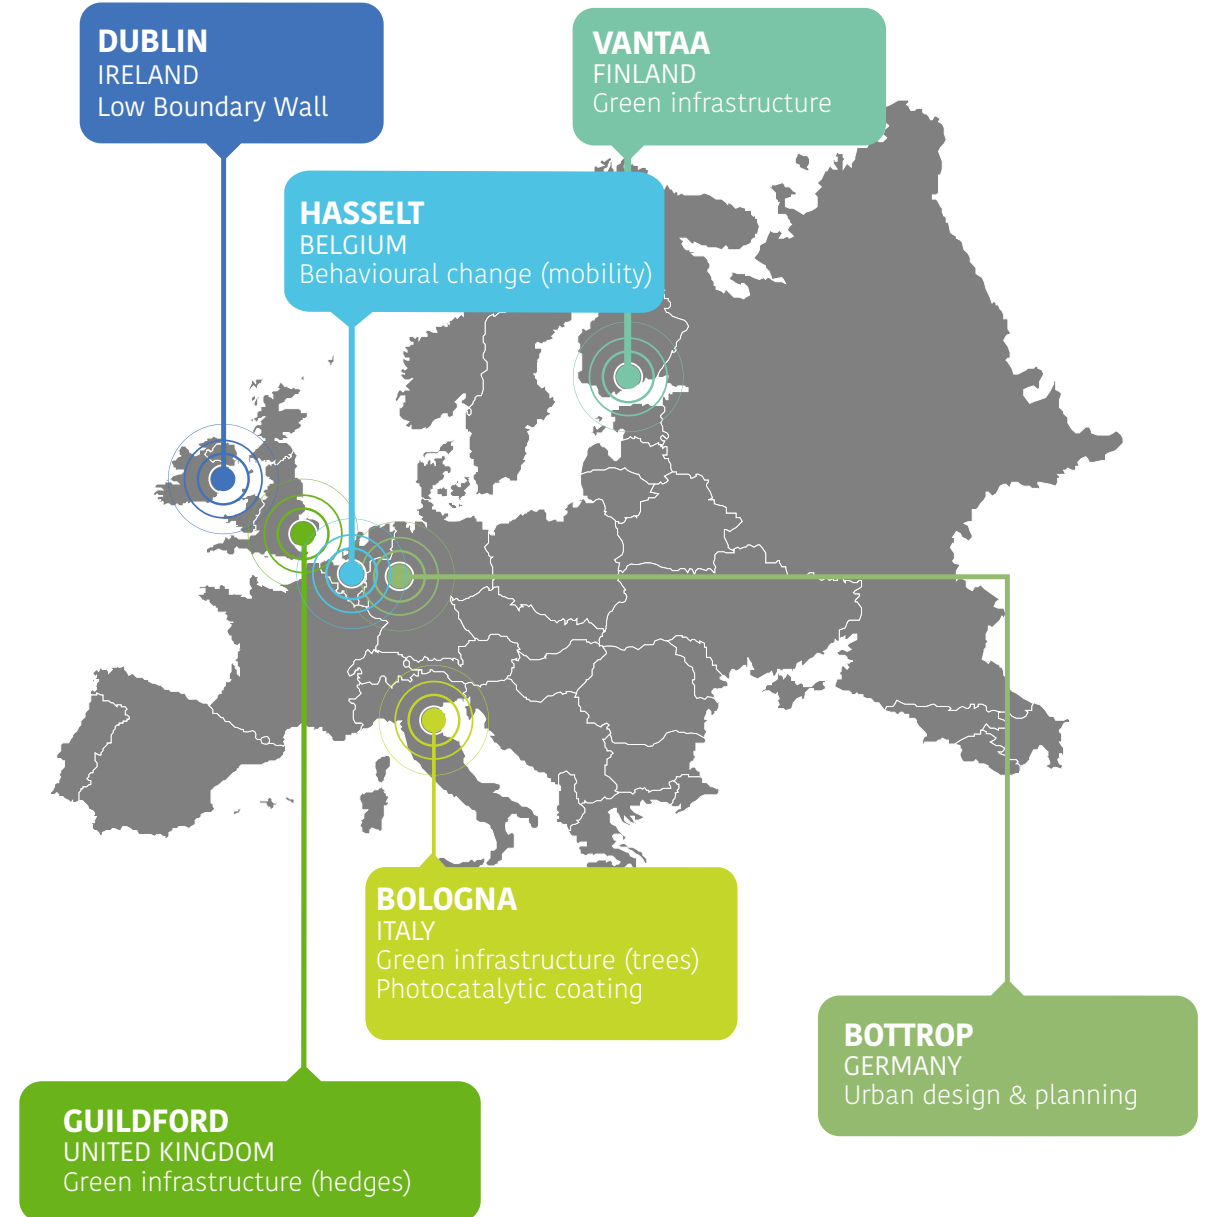 DUBLIN
IRELAND
Low Boundary Wall
VANTAA
FINLAND
Green infrastructure
HASSELT
BELGIUM
Behavioural change (mobility)
BOLOGNA
ITALY
Green infrastructure (trees)
Photocatalytic coating
BOTTROP
GERMANY
Urban design & planning
GUILDFORD
UNITED KINGDOM
Green infrastructure (hedges)